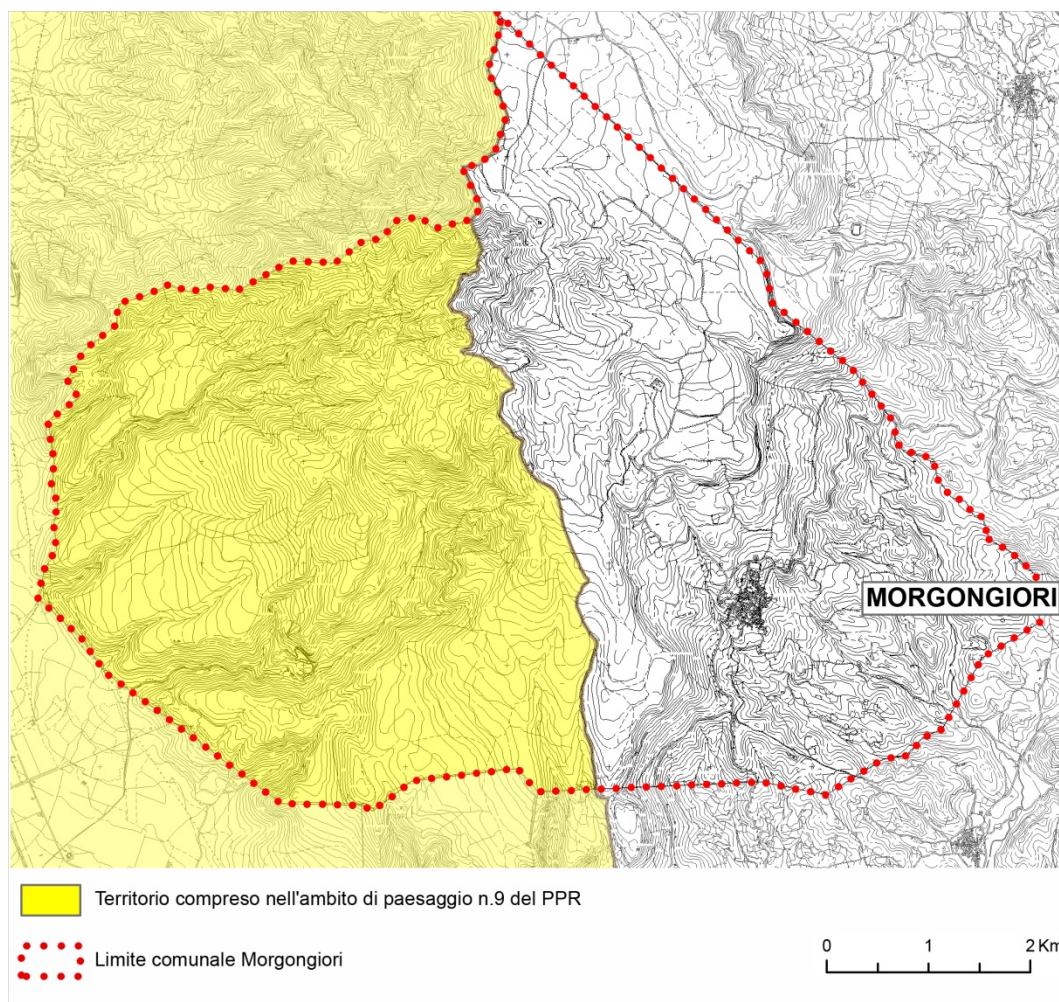 MORGONGIORI
Territorio compreso nell'ambito di paesaggio n.9 del PPR
Limite comunale Morgongiori
0 1 2 Km